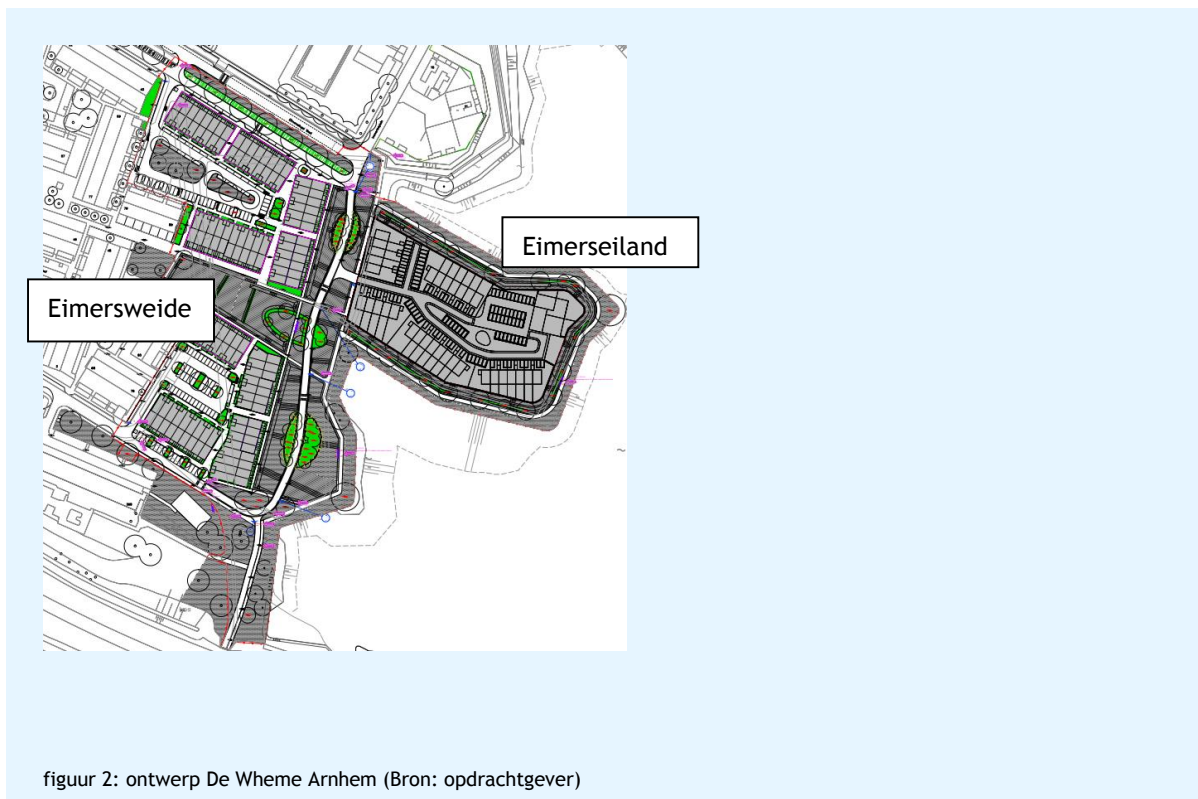 Eimerseiland
Eimersweide
figuur 2: ontwerp De Wheme Arnhem (Bron: opdrachtgever)